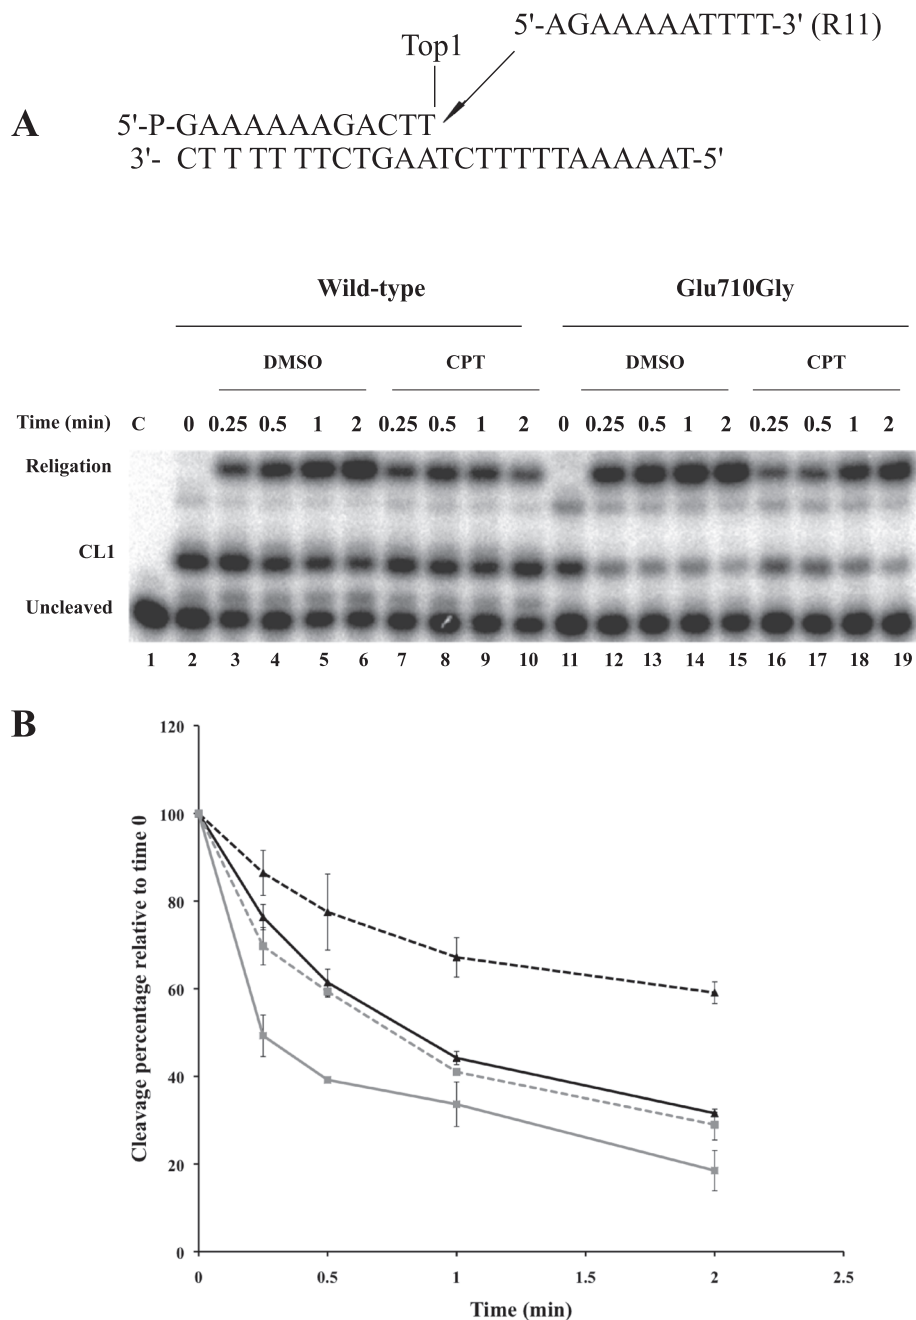 5'-AGAAAAATTTT-3' (R11)
Top1
A
5'-P-GAAAAAAGACTT
3'- CT T TT TTCTGAATCTTTTTAAAAAT-5'
Wild-type Glu710Gly
DMSO CPT DMSO CPT
Time (min) C 0 0.25 0.5 1 2 0.25 0.5 1 2 0 0.25 0.5 1 2 0.25 0.5 1 2
Religation
CL1
Uncleaved
1 2 3 4 5 6 7 8 9 10 11 12 13 14 15 16 17 18 19
B
120
100
80
60
40
20
0
Cleavage percentage relative to time 0
0 0.5 1 1.5 2 2.5
Time (min)